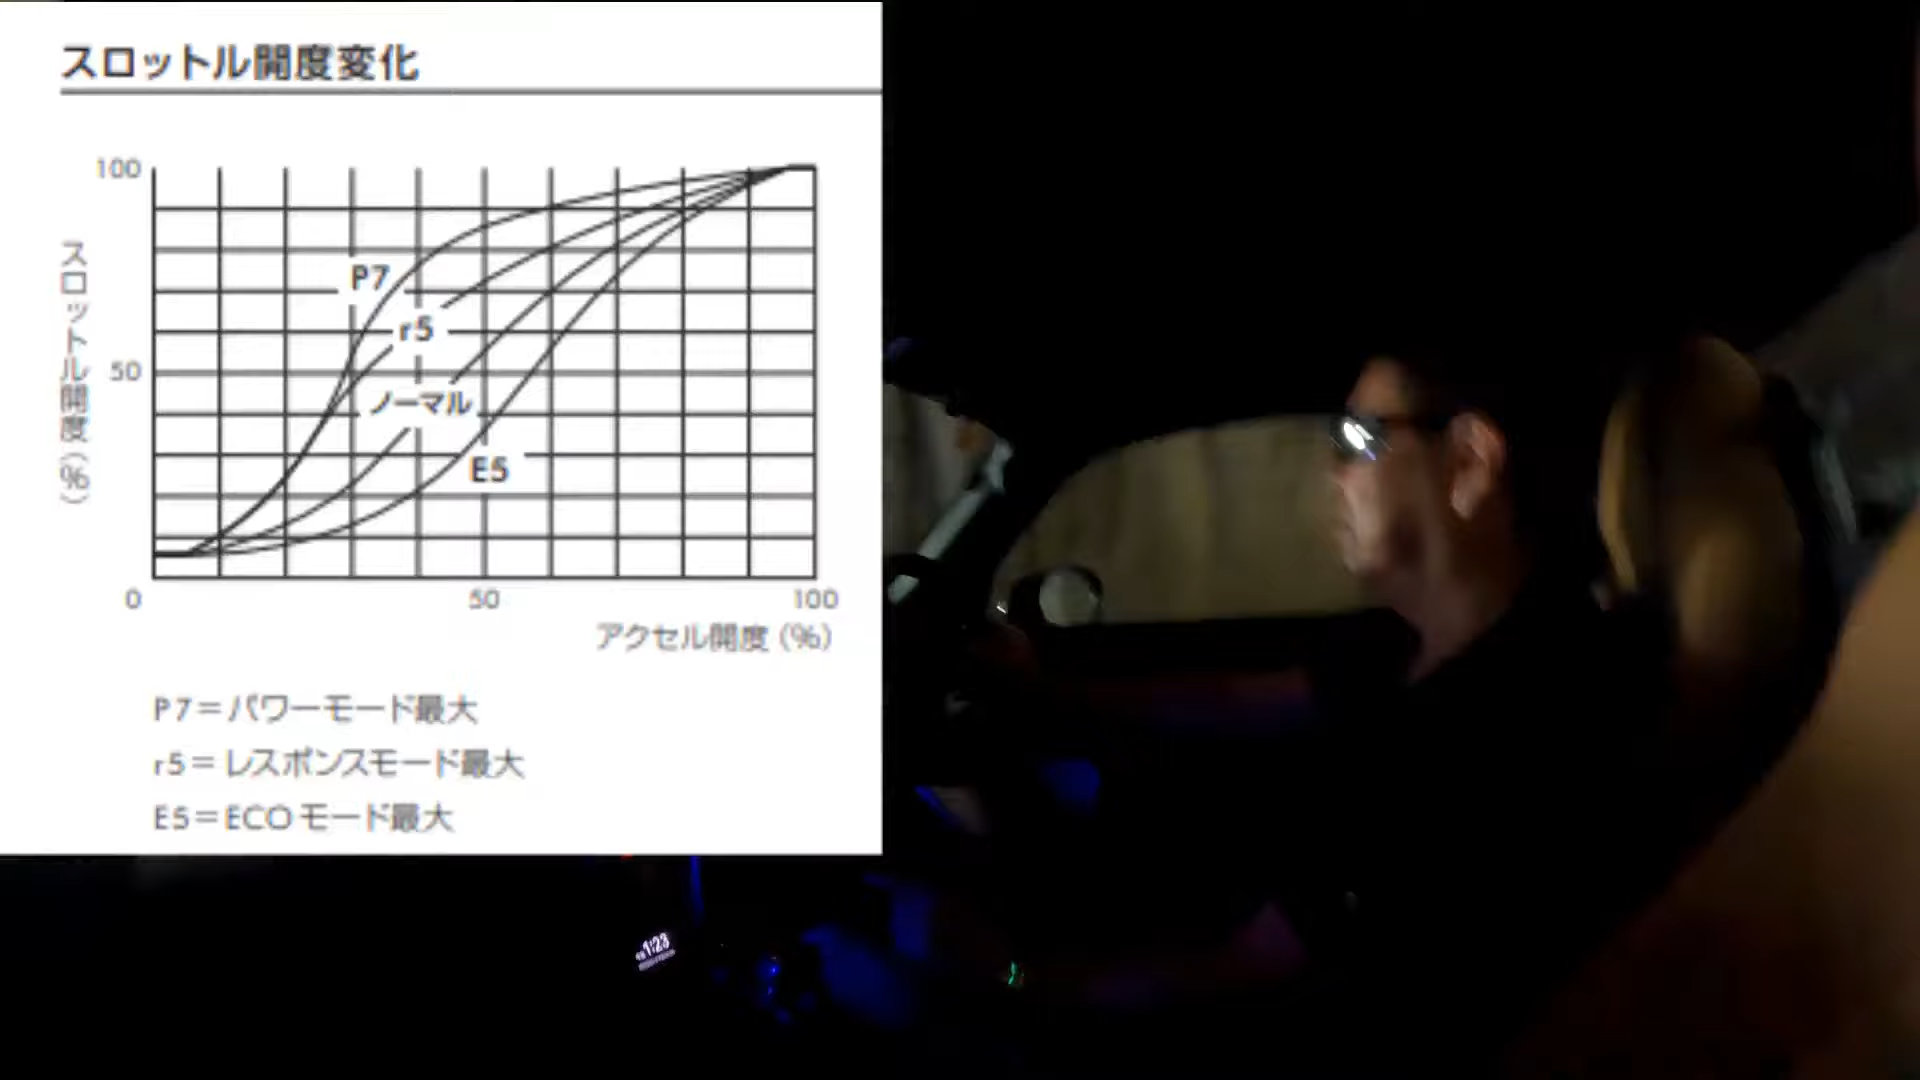 スロットル開度変化
100
スロットル開度(%)
P7
r5
50
ノーマル
E5
0
50
100
アクセル開度(%)
P7=パワーモード最大
r5=レスポンスモード最大
E5=ECOモード最大
1:23